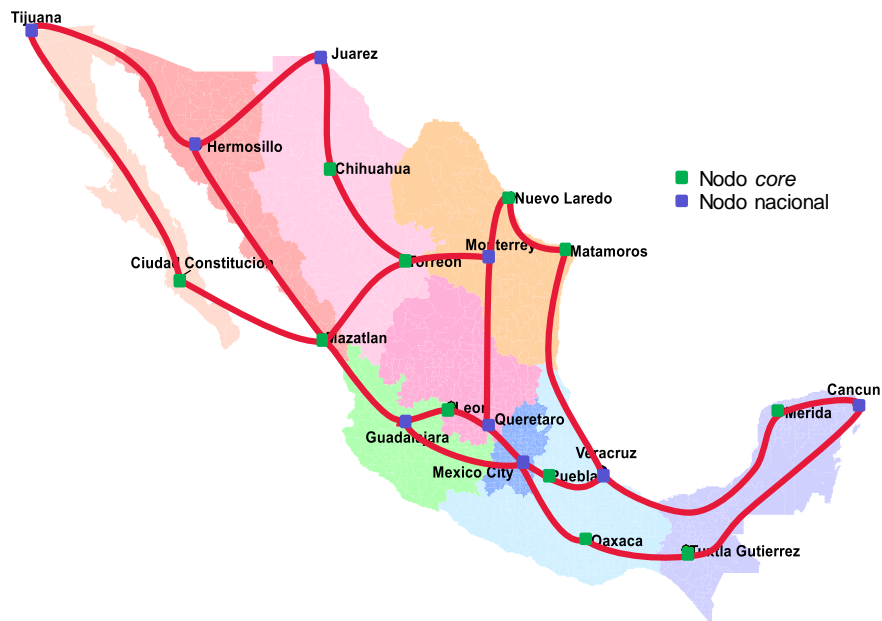 Tijuana
Juarez
Hermosillo
Chihuahua
Nodo core
Nuevo Laredo
Nodo nacional
Monterrey
Matamoros
Ciudad Constitucion
Torreon
Mazatlan
Cancun
Leon
Merida
Queretaro
Guadalajara
Veracruz
Mexico City
Puebla
Oaxaca
Tuxtla Gutierrez